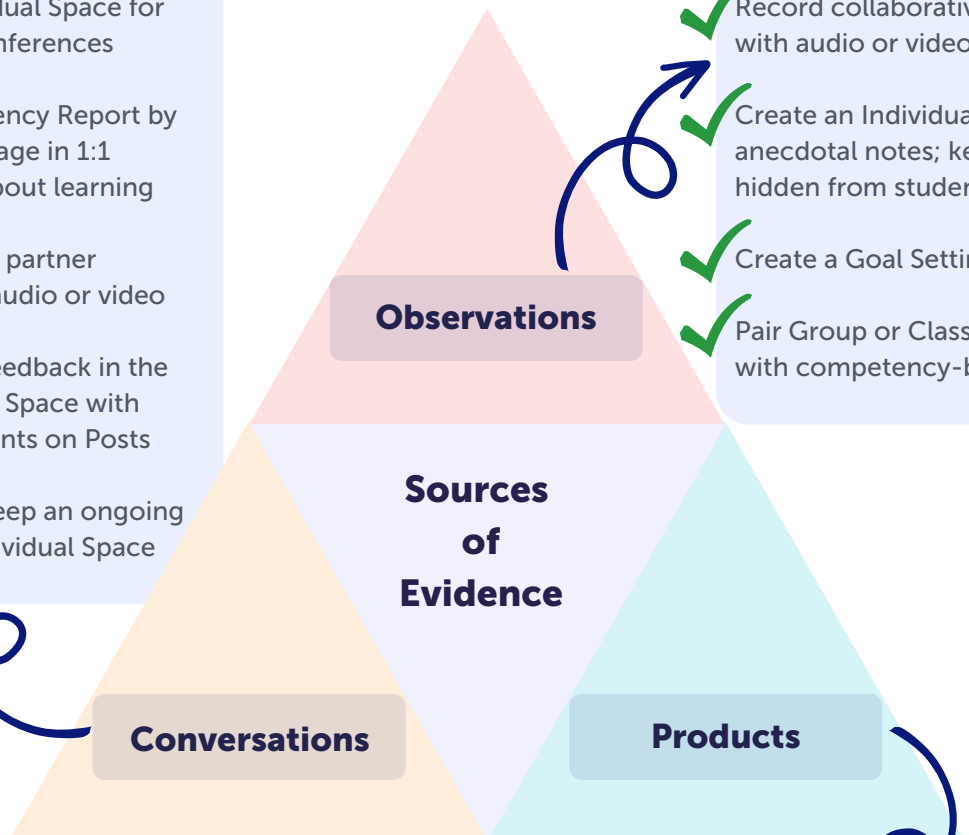 dual Space for
nferences
ency Report by
age in 1:1
bout learning
partner
audio or video
eedback in the
Space with
nts on Posts
eep an ongoing
vidual Space
Record collaborativ
with audio or video
Create an Individua
anecdotal notes; ke
hidden from studen
Create a Goal Settin
Pair Group or Class
with competency-b
Observations
Sources
of
Evidence
Conversations
Products